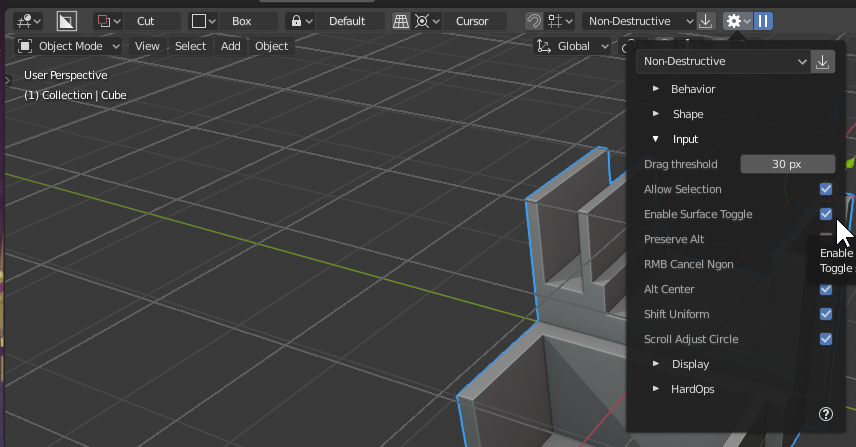 Cut Box Default Cursor Non-Destructive
Object Mode View Select Add Object Global
User Perspective
(1) Collection | Cube
Non-Destructive
Behavior
Shape
Input
Drag threshold 30 px
Allow Selection
Enable Surface Toggle
Preserve Alt
Enable
RMB Cancel Ngon
Toggle
Alt Center
Shift Uniform
Scroll Adjust Circle
Display
HardOps